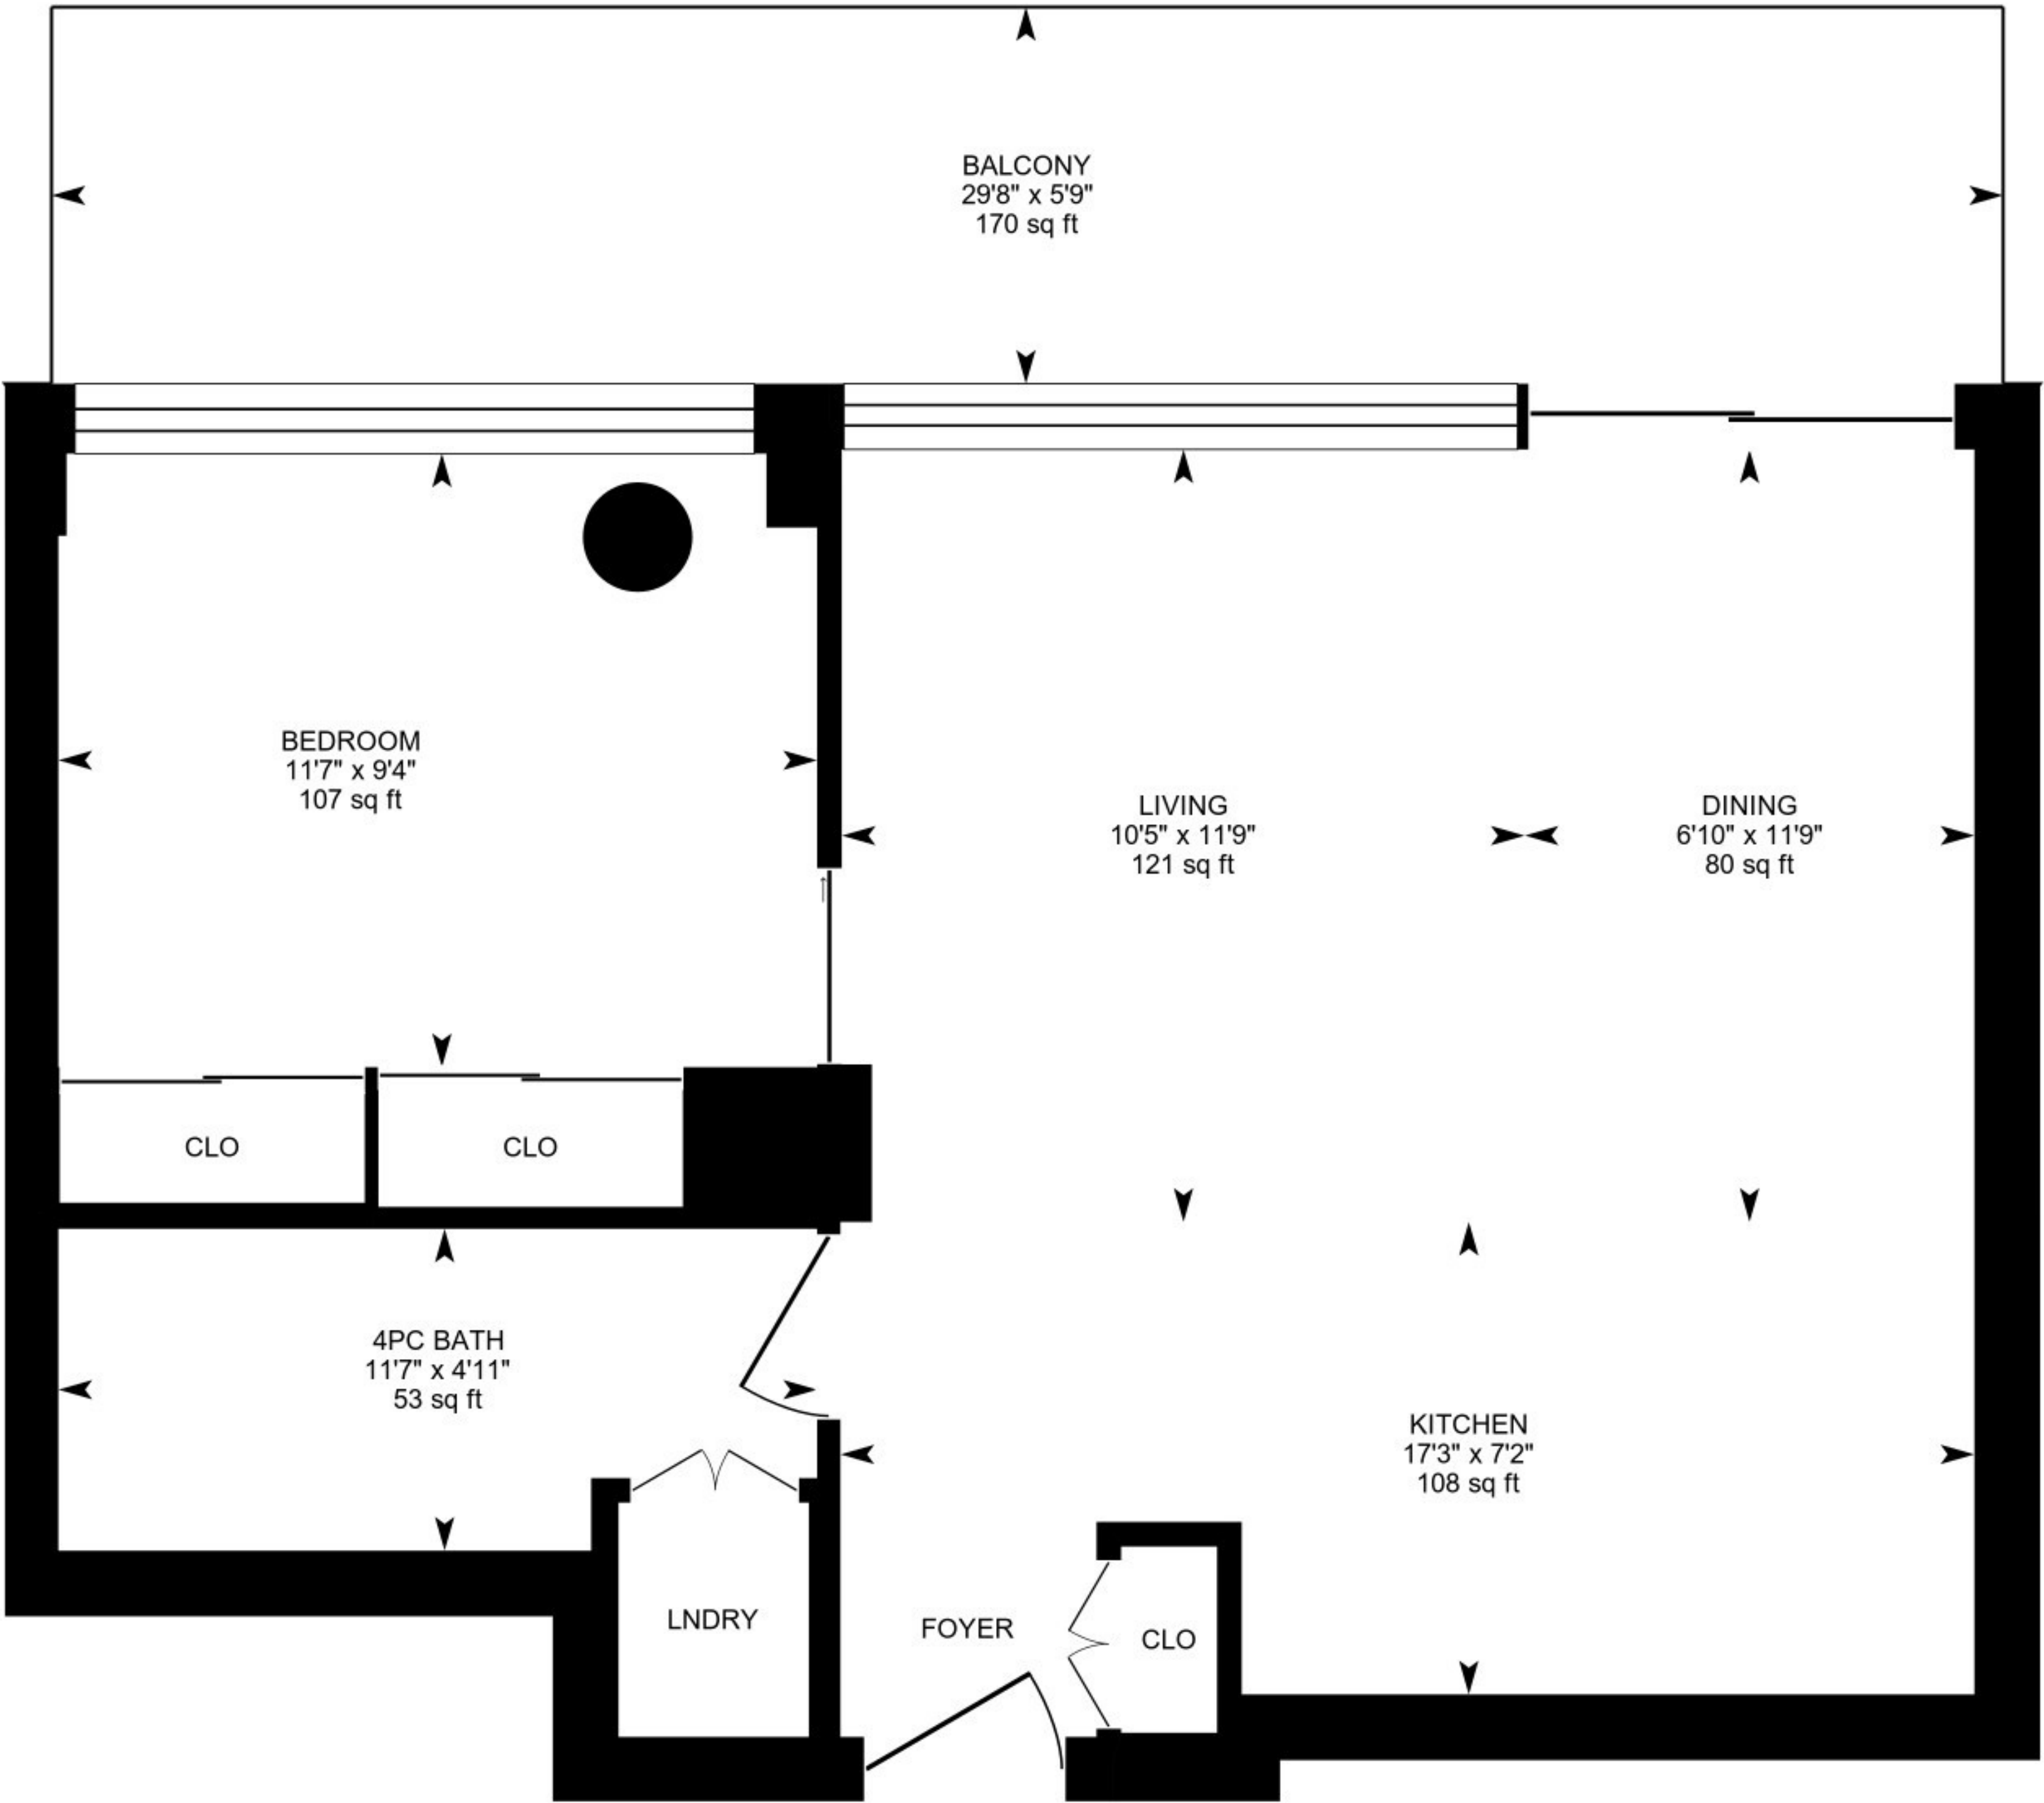 BALCONY
29'8" x 5'9"
170 sq ft
BEDROOM
11'7" x 9'4"
107 sq ft
LIVING
10'5" x 11'9"
121 sq ft
DINING
6'10" x 11'9"
80 sq ft
CLO
CLO
4PC BATH
11'7" x 4'11"
53 sq ft
KITCHEN
17'3" x 7'2"
108 sq ft
LNDRY
FOYER
CLO